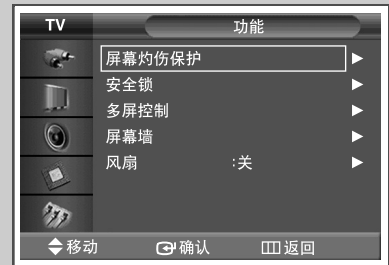 TV 功能
屏幕灼伤保护
安全锁
多屏控制
屏幕墙
风扇 :关
移动 确认 返回